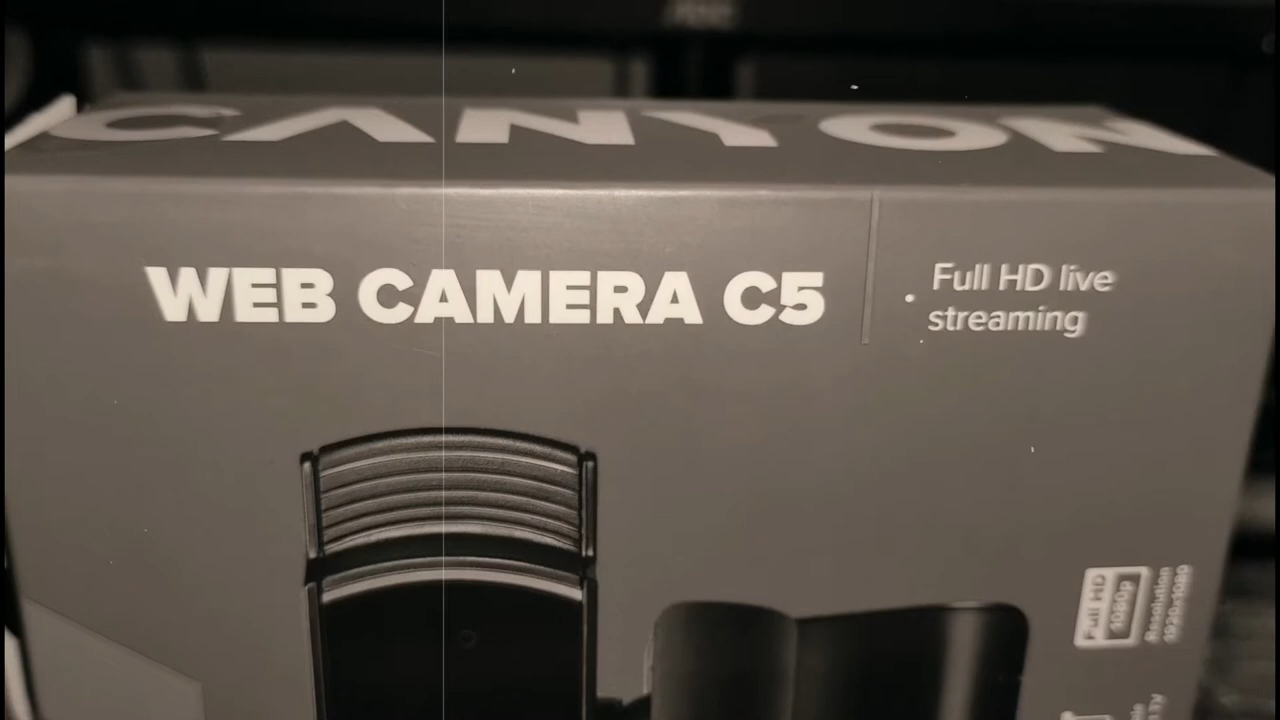 CANYON
WEB CAMERA C5
Full HD live
streaming
Full HD
1080p
Resolution
1920x1080